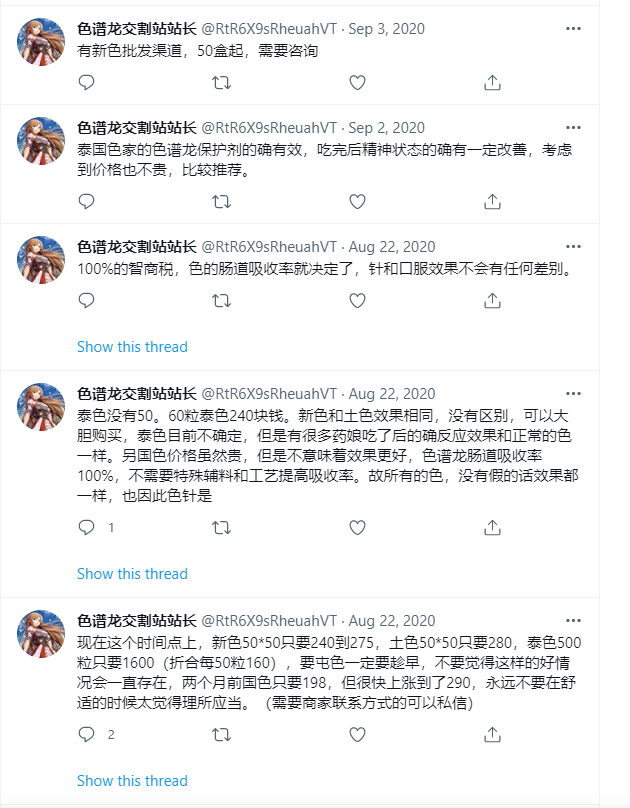 色谱龙交割站站长 @RtR6X9sRheuahVT · Sep 3, 2020
有新色批发渠道，50盒起，需要咨询
色谱龙交割站站长 @RtR6X9sRheuahVT · Sep 2, 2020
泰国色家的色谱龙保护剂的确有效，吃完后精神状态的确有一定改善，考虑
到价格也不贵，比较推荐。
色谱龙交割站站长 @RtR6X9sRheuahVT · Aug 22, 2020
100%的智商税，色的肠道吸收率就决定了，针和口服效果不会有任何差别。
Show this thread
色谱龙交割站站长 @RtR6X9sRheuahVT · Aug 22, 2020
泰色没有50。60粒泰色240块钱。新色和土色效果相同，没有区别，可以大
胆购买，泰色目前不确定，但是有很多药娘吃了后的确反应效果和正常的色
一样。另国色价格虽然贵，但是不意味着效果更好，色谱龙肠道吸收率
100%，不需要特殊辅料和工艺提高吸收率。故所有的色，没有假的话效果都
一样，也因此色针是
1
Show this thread
色谱龙交割站站长 @RtR6X9sRheuahVT · Aug 22, 2020
现在这个时间点上，新色50*50只要240到275，土色50*50只要280，泰色500
粒只要1600（折合每50粒160），要屯色一定要趁早，不要觉得这样的好情
况会一直存在，两个月前国色只要198，但很快上涨到了290，永远不要在舒
适的时候太觉得理所应当。（需要商家联系方式的可以私信）
2
Show this thread